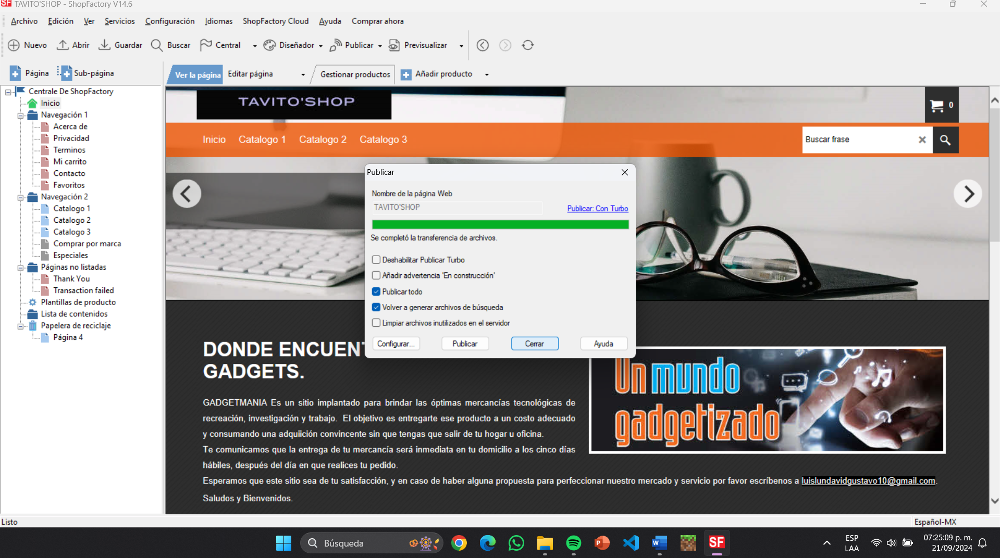 SF TAVITO'SHOP - ShopFactory V14.6
Archivo Edición Ver Servicios Configuración Idiomas ShopFactory Cloud Ayuda Comprar ahora
Nuevo Abrir Guardar Buscar Central Diseñador Publicar Previsualizar
Página Sub-página
Ver la página Editar página Gestionar productos Añadir producto
Centrale De ShopFactory
Inicio
Navegación 1
Acerca de
Privacidad
Terminos
Mi carrito
Contacto
Favoritos
Navegación 2
Catalogo 1
Catalogo 2
Catalogo 3
Comprar por marca
Especiales
Páginas no listadas
Thank You
Transaction failed
Plantillas de producto
Lista de contenidos
Papelera de reciclaje
Página 4
TAVITO'SHOP
0
Inicio Catalogo 1 Catalogo 2 Catalogo 3
Buscar frase
Publicar
Nombre de la página Web
TAVITO'SHOP
Publicar: Con Turbo
Se completó la transferencia de archivos.
Deshabilitar Publicar Turbo
Añadir advertencia 'En construcción'
Publicar todo
Volver a generar archivos de búsqueda
Limpiar archivos inutilizados en el servidor
Configurar... Publicar Cerrar Ayuda
DONDE ENCUENT
GADGETS.
Un mundo
gadgetizado
GADGETMANIA Es un sitio implantado para brindar las óptimas mercancías tecnológicas de
recreación, investigación y trabajo. El objetivo es entregarte ese producto a un costo adecuado
y consumando una adquiición convincente sin que tengas que salir de tu hogar u oficina.
Te comunicamos que la entrega de tu mercancía será inmediata en tu domicilio a los cinco días
hábiles, después del día en que realices tu pedido.
Esperamos que este sitio sea de tu satisfacción, y en caso de haber alguna propuesta para perfeccionar nuestro mercado y servicio por favor escríbenos a luislundavidgustavo10@gmail.com.
Saludos y Bienvenidos.
Listo
Español-MX
Búsqueda
P
W
SF
ESP
LAA
07:25:09 p. m.
21/09/2024